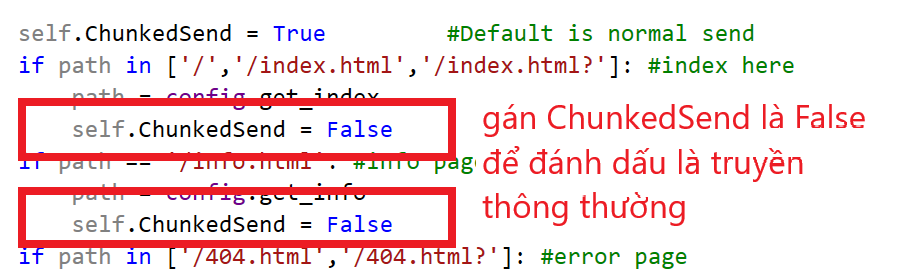 self.ChunkedSend = True #Default is normal send
if path in ['/','/index.html','/index.html?']: #index here
path = config.get_index
self.ChunkedSend = False
if path == '/info.html': #info pag
path = config.get_info
self.ChunkedSend = False
if path in ['/404.html','/404.html?']: #error page
gán ChunkedSend là False
để đánh dấu là truyền
thông thường